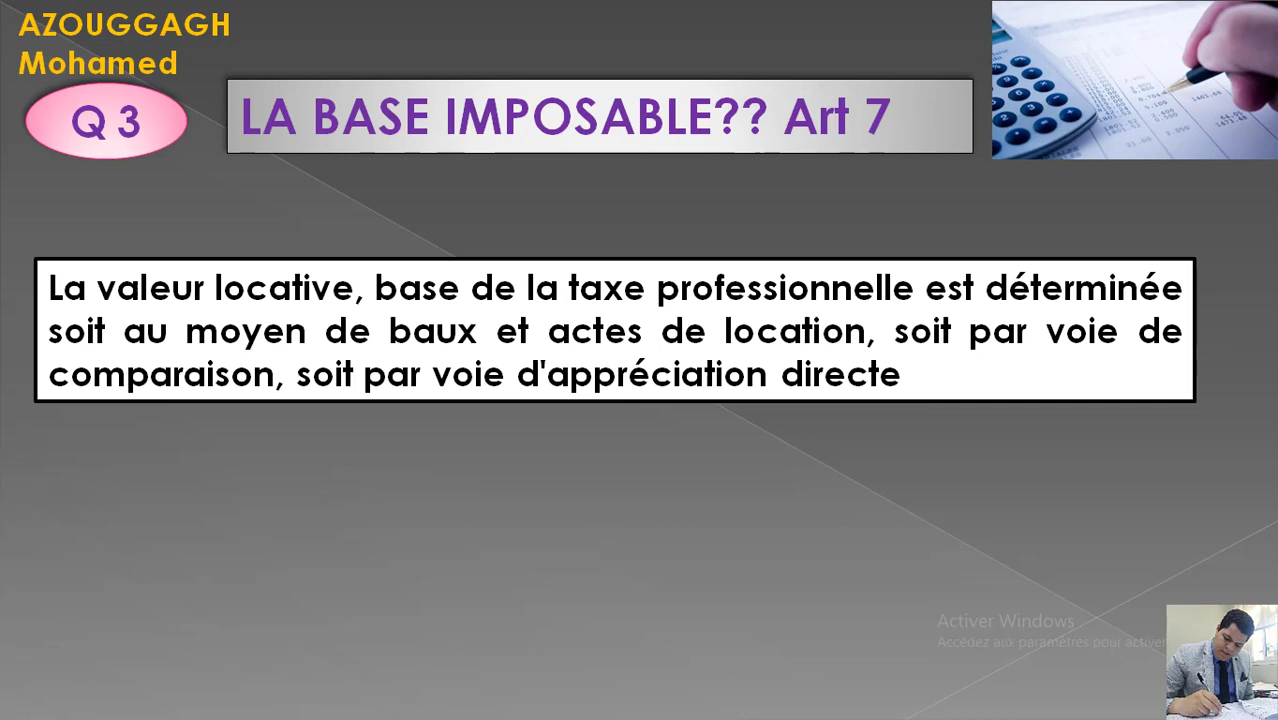 AZOUGGAGH
Mohamed
Q 3
LA BASE IMPOSABLE?? Art 7
La valeur locative, base de la taxe professionnelle est déterminée
soit au moyen de baux et actes de location, soit par voie de
comparaison, soit par voie d'appréciation directe
Activer Windows
Accédez aux paramètres pour activer